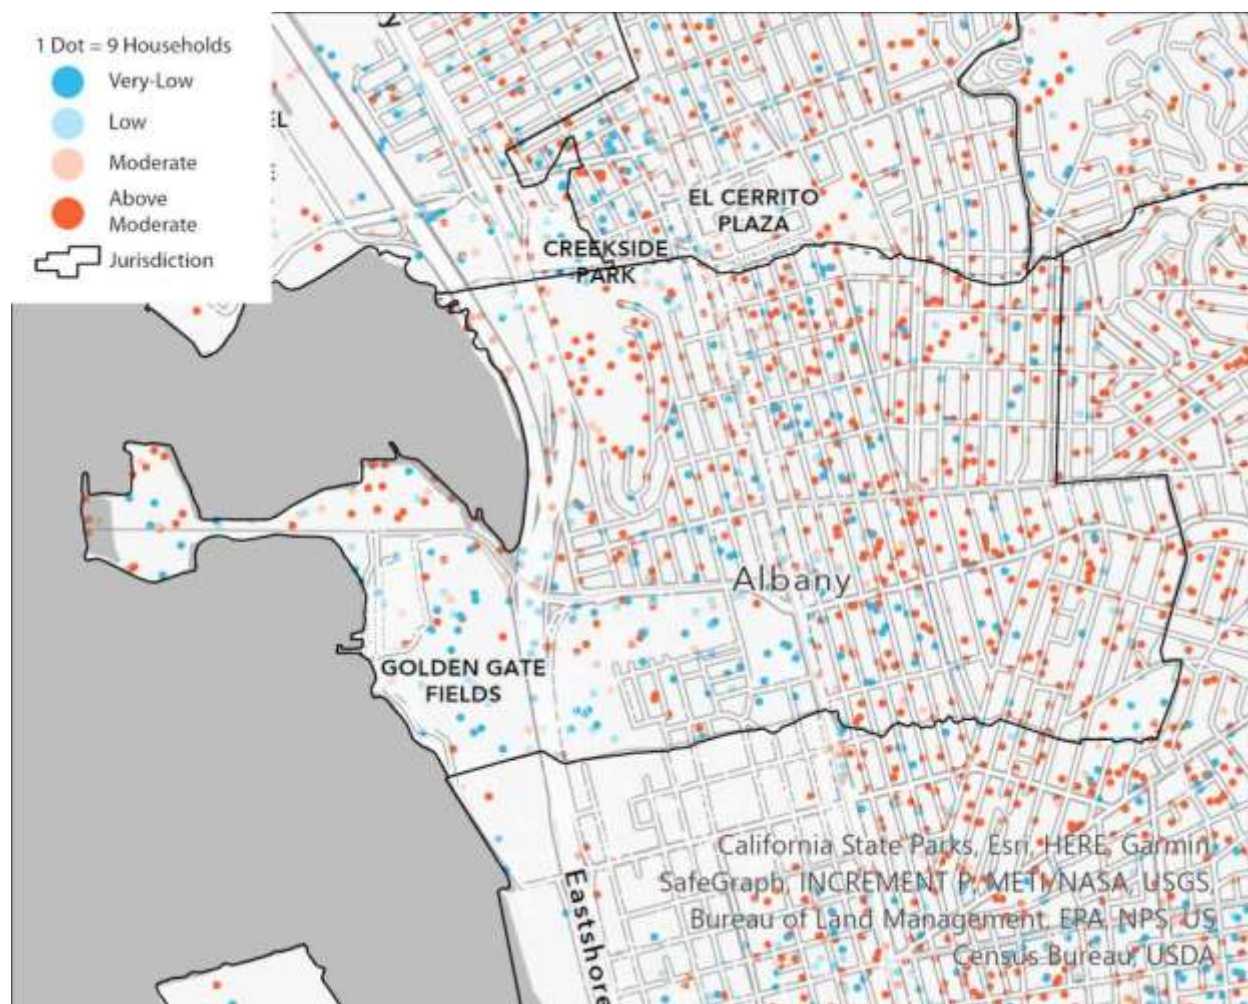 1 Dot = 9 Households
Very-Low
Low
Moderate
Above
Moderate
Jurisdiction
EL CERRITO
PLAZA
CREEKSIDE
PARK
Albany
GOLDEN GATE
FIELDS
Eastshore
California State Parks, Esri, HERE, Garmin,
SafeGraph, INCREMENT P, METI/NASA, USGS,
Bureau of Land Management, EPA, NPS, US
Census Bureau, USDA